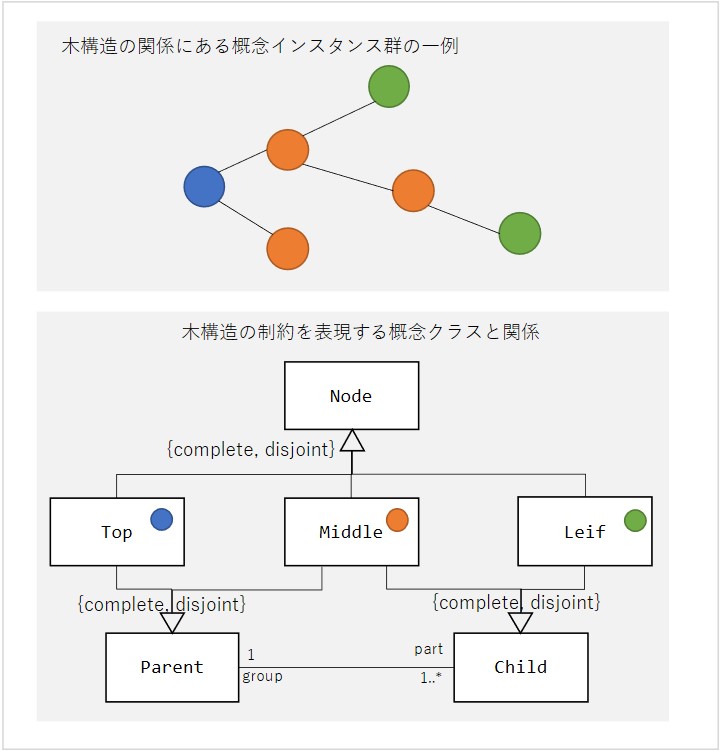 木構造の関係にある概念インスタンス群の一例
木構造の制約を表現する概念クラスと関係
Node
{complete, disjoint}
Top
Middle
Leif
{complete, disjoint}
{complete, disjoint}
Parent
1
group
part
1..*
Child